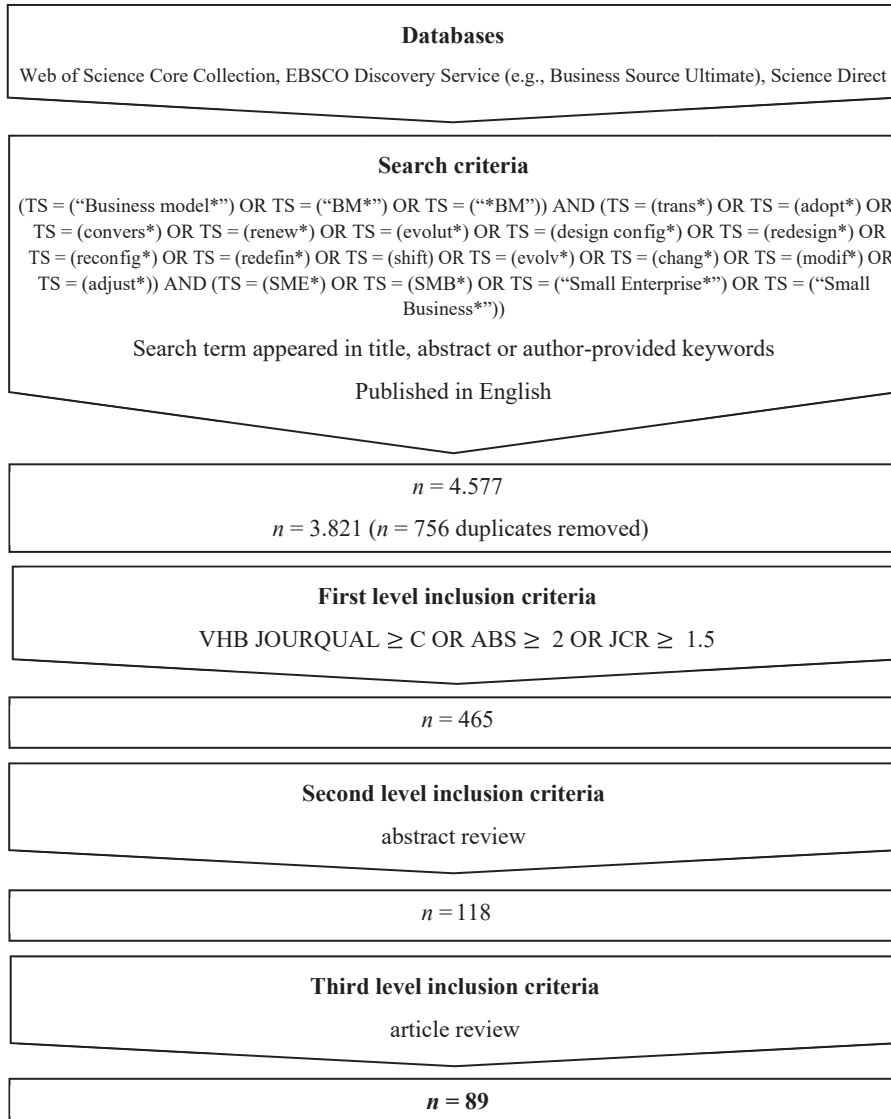 Databases
Web of Science Core Collection, EBSCO Discovery Service (e.g., Business Source Ultimate), Science Direct
Search criteria
(TS = (“Business model*”) OR TS = (“BM*”) OR TS = (“*BM”)) AND (TS = (trans*) OR TS = (adopt*) OR
TS = (convers*) OR TS = (renew*) OR TS = (evolut*) OR TS = (design config*) OR TS = (redesign*) OR
TS = (reconfig*) OR TS = (redefin*) OR TS = (shift) OR TS = (evolv*) OR TS = (chang*) OR TS = (modif*) OR
TS = (adjust*)) AND (TS = (SME*) OR TS = (SMB*) OR TS = (“Small Enterprise*”) OR TS = (“Small
Business*”))
Search term appeared in title, abstract or author-provided keywords
Published in English
n = 4.577
n = 3.821 (n = 756 duplicates removed)
First level inclusion criteria
VHB JOURQUAL ≥ C OR ABS ≥ 2 OR JCR ≥ 1.5
n = 465
Second level inclusion criteria
abstract review
n =118
Third level inclusion criteria
article review
n = 89